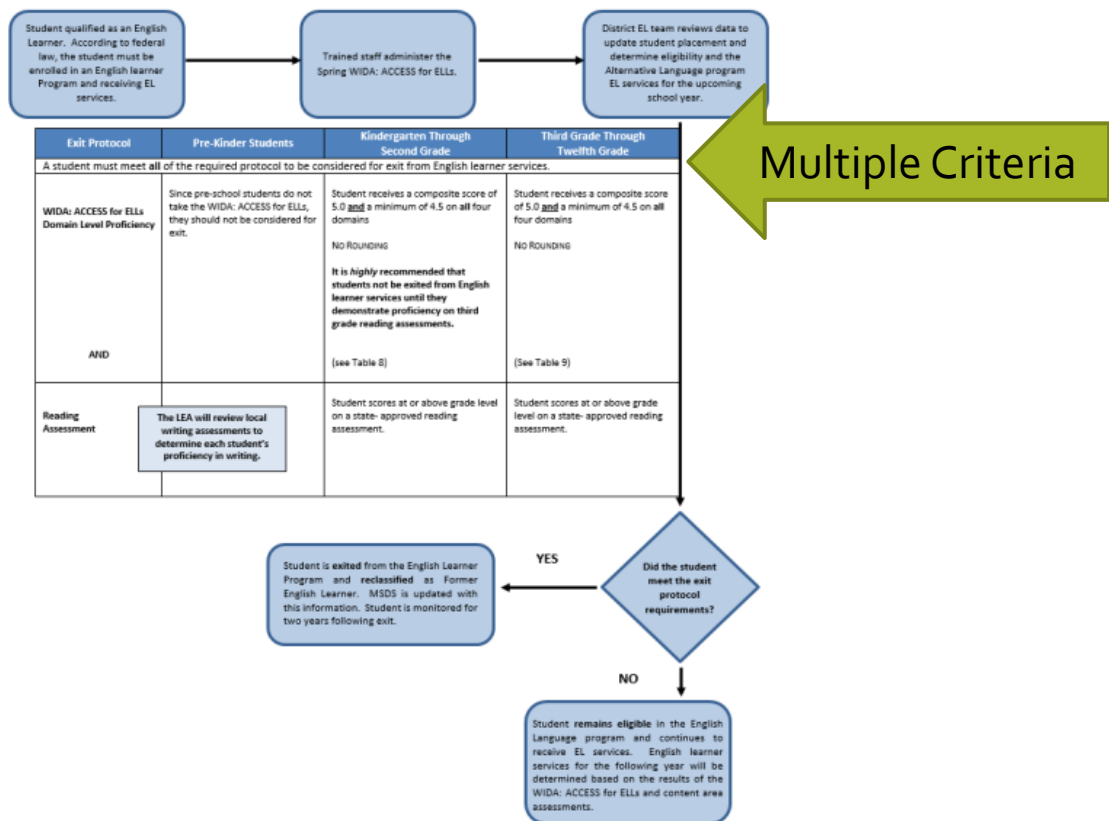 Student qualified as an English
Learner. According to federal
law, the student must be
enrolled in an English learner
Program and receiving EL
services.
Trained staff administer the
Spring WIDA: ACCESS for ELLs.
District EL team reviews data to
update student placement and
determine eligibility and the
Alternative Language program
EL services for the upcoming
school year.
Multiple Criteria
Exit Protocol
Pre-Kinder Students
Kindergarten Through
Second Grade
Third Grade Through
Twelfth Grade
A student must meet all of the required protocol to be considered for exit from English learner services.
WIDA: ACCESS for ELLs
Domain Level Proficiency
AND
Since pre-school students do not
take the WIDA: ACCESS for ELLs,
they should not be considered for
exit.
Student receives a composite score of
5.0 and a minimum of 4.5 on all four
domains
NO ROUNDING
It is highly recommended that
students not be exited from English
learner services until they
demonstrate proficiency on third
grade reading assessments.
(see Table 8)
Student receives a composite score
of 5.0 and a minimum of 4.5 on all
four domains
NO ROUNDING
(See Table 9)
Reading
Assessment
The LEA will review local
writing assessments to
determine each student's
proficiency in writing.
Student scores at or above grade level
on a state- approved reading
assessment.
Student scores at or above grade
level on a state- approved reading
assessment.
Did the student
meet the exit
protocol
requirements?
YES
Student is exited from the English Learner
Program and reclassified as Former
English Learner. MSDS is updated with
this information. Student is monitored for
two years following exit.
NO
Student remains eligible in the English
Language program and continues to
receive EL services. English learner
services for the following year will be
determined based on the results of the
WIDA: ACCESS for ELLs and content area
assessments.